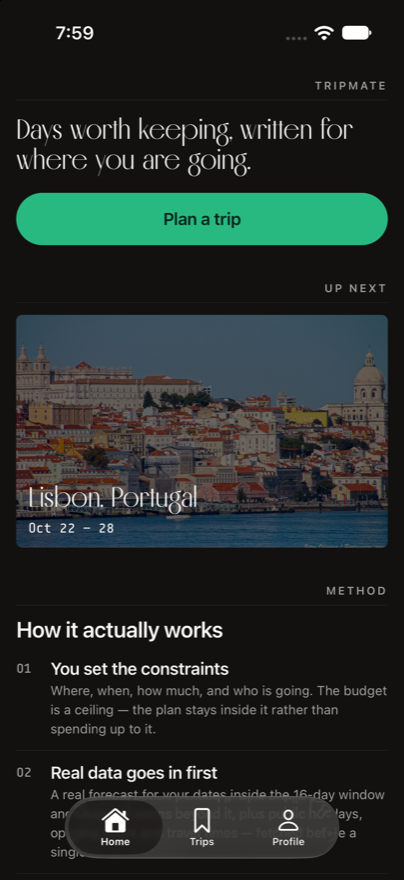 7:59
TRIPMATE
Days worth keeping, written for
where you are going.
Plan a trip
UP NEXT
Lisbon, Portugal
Oct 22 – 28
METHOD
How it actually works
01 You set the constraints
Where, when, how much, and who is going. The budget
is a ceiling — the plan stays inside it rather than
spending up to it.
02 Real data goes in first
A real forecast for your dates inside the 16-day window
Home
Trips
Profile